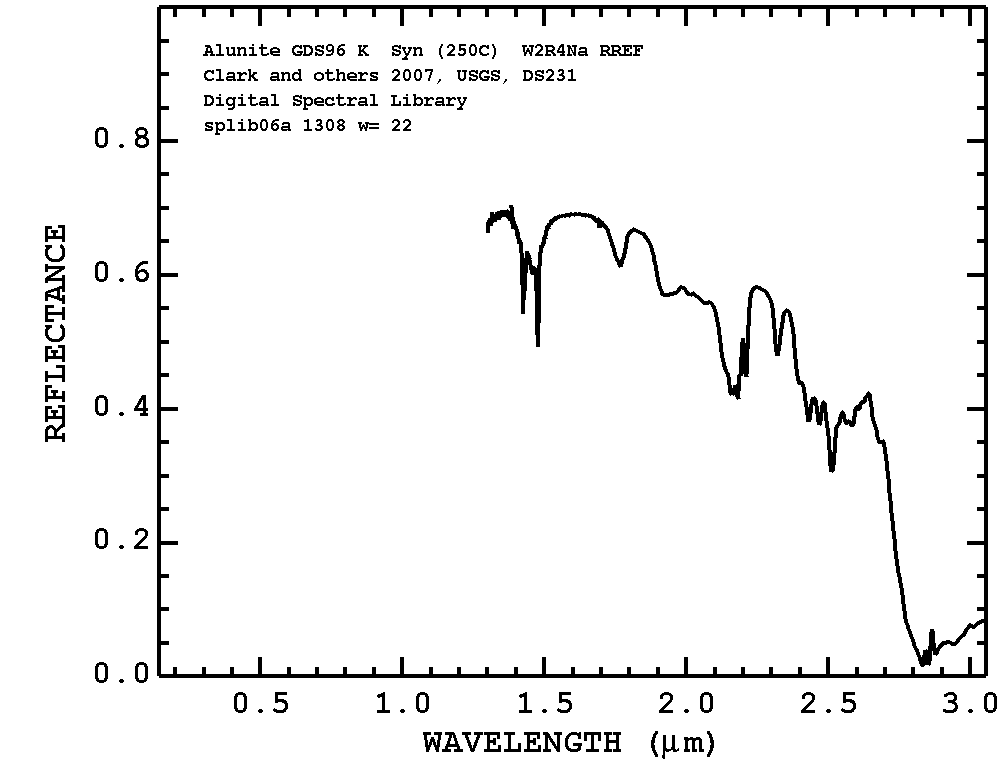 Alunite GDS96 K  Syn (250C)  W2R4Na RREF
Clark and others 2007, USGS, DS231
Digital Spectral Library
splib06a 1308 w= 22
0.8
0.6
0.4
0.2
0.0
REFLECTANCE
0.5 1.0 1.5 2.0 2.5 3.0
WAVELENGTH (μm)